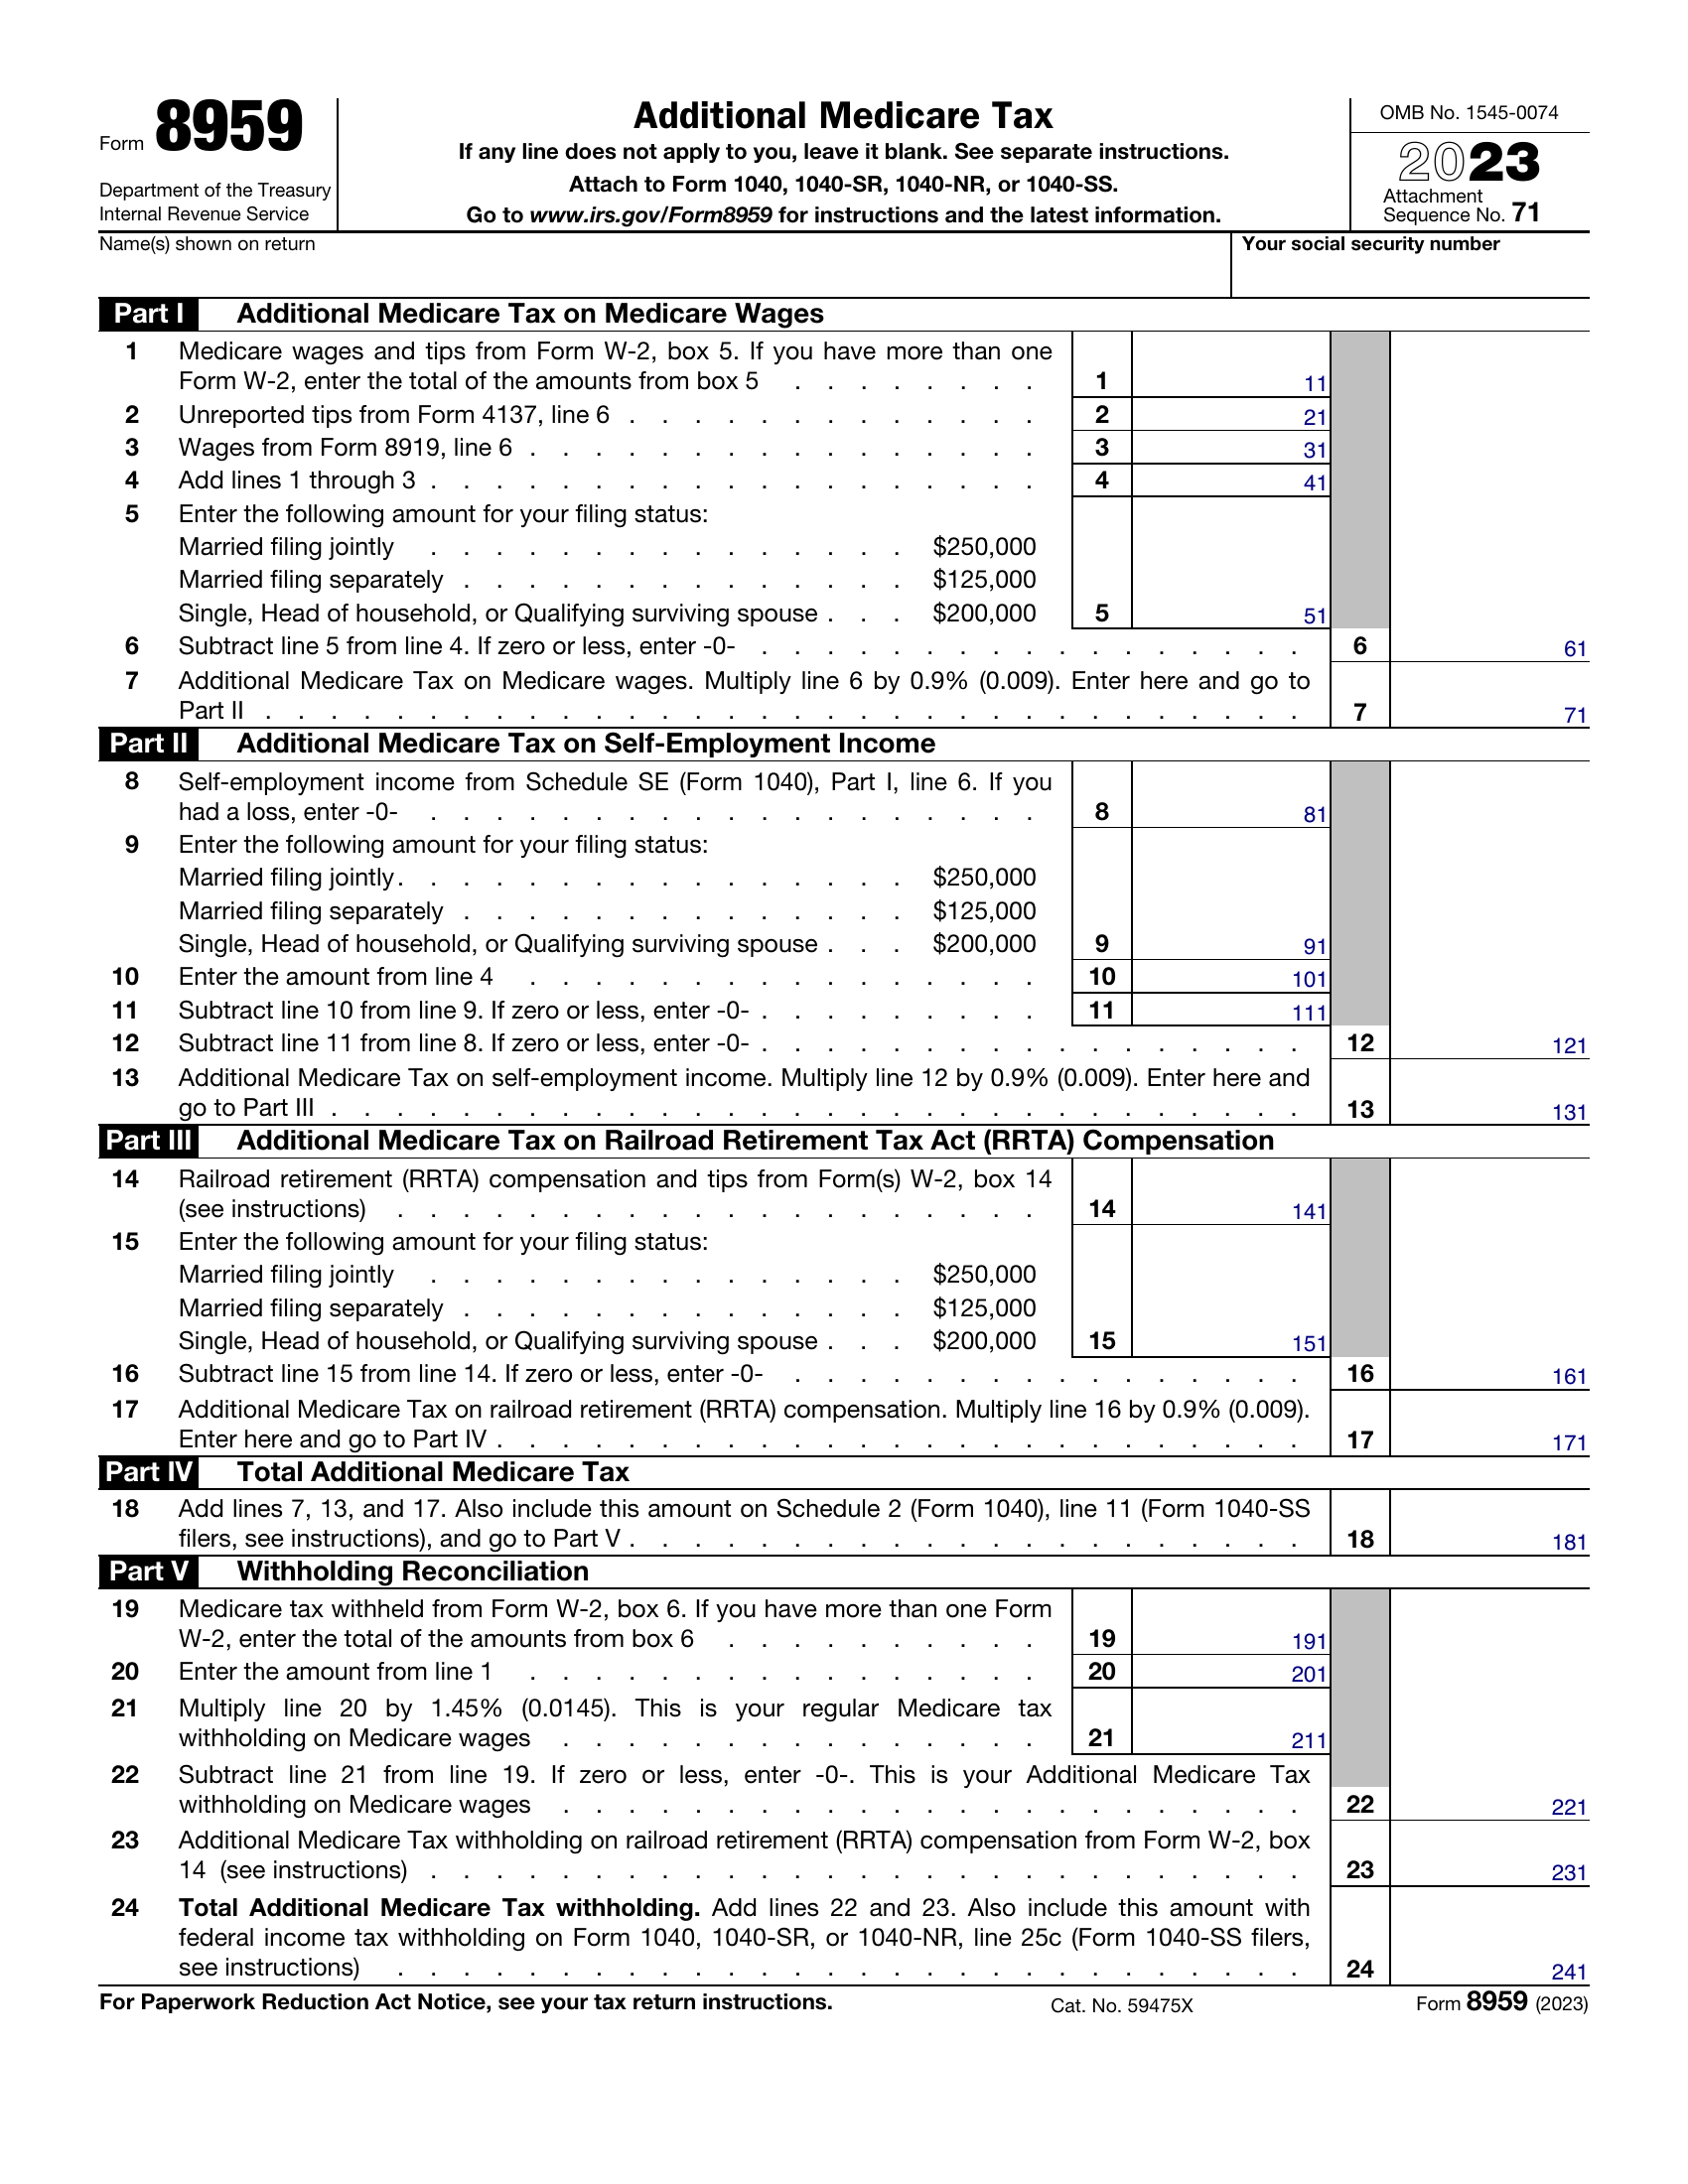 Form 8959
Department of the Treasury
Internal Revenue Service
Additional Medicare Tax
If any line does not apply to you, leave it blank. See separate instructions.
Attach to Form 1040, 1040-SR, 1040-NR, or 1040-SS.
Go to www.irs.gov/Form8959 for instructions and the latest information.
OMB No. 1545-0074
2023
Attachment
Sequence No. 71
Name(s) shown on return
Your social security number
Part I Additional Medicare Tax on Medicare Wages
1 Medicare wages and tips from Form W-2, box 5. If you have more than one
Form W-2, enter the total of the amounts from box 5 . . . . . . . . 1 11
2 Unreported tips from Form 4137, line 6 . . . . . . . . . . . . . 2 21
3 Wages from Form 8919, line 6 . . . . . . . . . . . . . . . . 3 31
4 Add lines 1 through 3 . . . . . . . . . . . . . . . . . . . 4 41
5 Enter the following amount for your filing status:
Married filing jointly . . . . . . . . . . . . . . . $250,000
Married filing separately . . . . . . . . . . . . . . $125,000
Single, Head of household, or Qualifying surviving spouse . . . $200,000 5 51
6 Subtract line 5 from line 4. If zero or less, enter -0- . . . . . . . . . . . . . . . . . 6 61
7 Additional Medicare Tax on Medicare wages. Multiply line 6 by 0.9% (0.009). Enter here and go to
Part II . . . . . . . . . . . . . . . . . . . . . . . . . . . . . . . . 7 71
Part II Additional Medicare Tax on Self-Employment Income
8 Self-employment income from Schedule SE (Form 1040), Part I, line 6. If you
had a loss, enter -0- . . . . . . . . . . . . . . . . . . . 8 81
9 Enter the following amount for your filing status:
Married filing jointly . . . . . . . . . . . . . . . . $250,000
Married filing separately . . . . . . . . . . . . . . $125,000
Single, Head of household, or Qualifying surviving spouse . . . $200,000 9 91
10 Enter the amount from line 4 . . . . . . . . . . . . . . . . 10 101
11 Subtract line 10 from line 9. If zero or less, enter -0- . . . . . . . . . 11 111
12 Subtract line 11 from line 8. If zero or less, enter -0- . . . . . . . . . . . . . . . . . 12 121
13 Additional Medicare Tax on self-employment income. Multiply line 12 by 0.9% (0.009). Enter here and
go to Part III . . . . . . . . . . . . . . . . . . . . . . . . . . . . . . 13 131
Part III Additional Medicare Tax on Railroad Retirement Tax Act (RRTA) Compensation
14 Railroad retirement (RRTA) compensation and tips from Form(s) W-2, box 14
(see instructions) . . . . . . . . . . . . . . . . . . . . 14 141
15 Enter the following amount for your filing status:
Married filing jointly . . . . . . . . . . . . . . . $250,000
Married filing separately . . . . . . . . . . . . . . $125,000
Single, Head of household, or Qualifying surviving spouse . . . $200,000 15 151
16 Subtract line 15 from line 14. If zero or less, enter -0- . . . . . . . . . . . . . . . . 16 161
17 Additional Medicare Tax on railroad retirement (RRTA) compensation. Multiply line 16 by 0.9% (0.009).
Enter here and go to Part IV . . . . . . . . . . . . . . . . . . . . . . . . . 17 171
Part IV Total Additional Medicare Tax
18 Add lines 7, 13, and 17. Also include this amount on Schedule 2 (Form 1040), line 11 (Form 1040-SS
filers, see instructions), and go to Part V . . . . . . . . . . . . . . . . . . . . . 18 181
Part V Withholding Reconciliation
19 Medicare tax withheld from Form W-2, box 6. If you have more than one Form
W-2, enter the total of the amounts from box 6 . . . . . . . . . . 19 191
20 Enter the amount from line 1 . . . . . . . . . . . . . . . . 20 201
21 Multiply line 20 by 1.45% (0.0145). This is your regular Medicare tax
withholding on Medicare wages . . . . . . . . . . . . . . . 21 211
22 Subtract line 21 from line 19. If zero or less, enter -0-. This is your Additional Medicare Tax
withholding on Medicare wages . . . . . . . . . . . . . . . . . . . . . . . 22 221
23 Additional Medicare Tax withholding on railroad retirement (RRTA) compensation from Form W-2, box
14 (see instructions) . . . . . . . . . . . . . . . . . . . . . . . . . . . 23 231
24 Total Additional Medicare Tax withholding. Add lines 22 and 23. Also include this amount with
federal income tax withholding on Form 1040, 1040-SR, or 1040-NR, line 25c (Form 1040-SS filers,
see instructions) . . . . . . . . . . . . . . . . . . . . . . . . . . . . 24 241
For Paperwork Reduction Act Notice, see your tax return instructions. Cat. No. 59475X Form 8959 (2023)